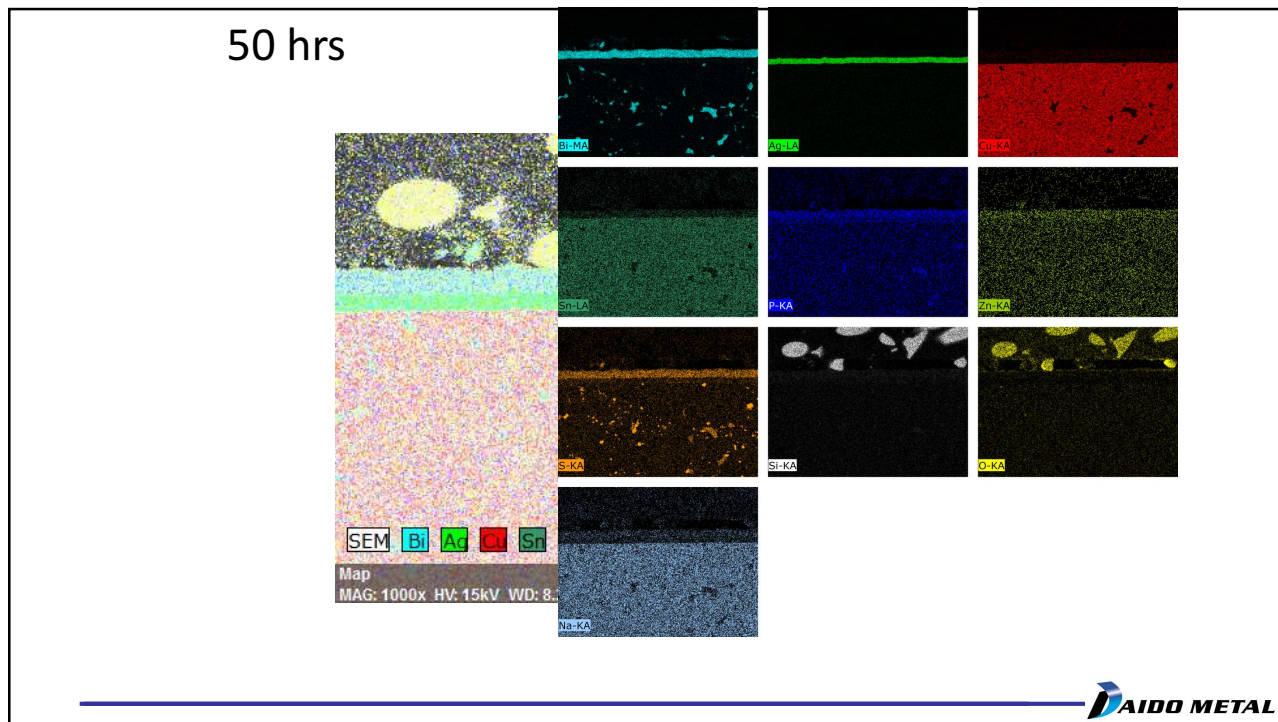 50 hrs
Bi-MA
Ag-LA
Cu-KA
Sn-LA
P-KA
Zn-KA
S-KA
Si-KA
O-KA
Na-KA
SEM Bi Ag Cu Sn
Map
MAG: 1000x HV: 15kV WD: 8.
DAIDO METAL